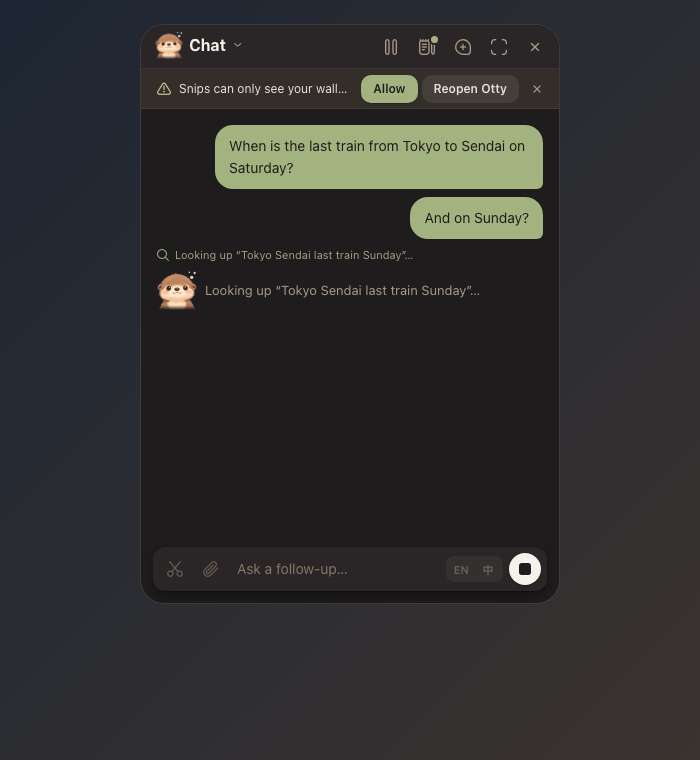 Chat
Snips can only see your wall...
Allow
Reopen Otty
When is the last train from Tokyo to Sendai on
Saturday?
And on Sunday?
Looking up “Tokyo Sendai last train Sunday”...
Looking up “Tokyo Sendai last train Sunday”...
Ask a follow-up...
EN 中